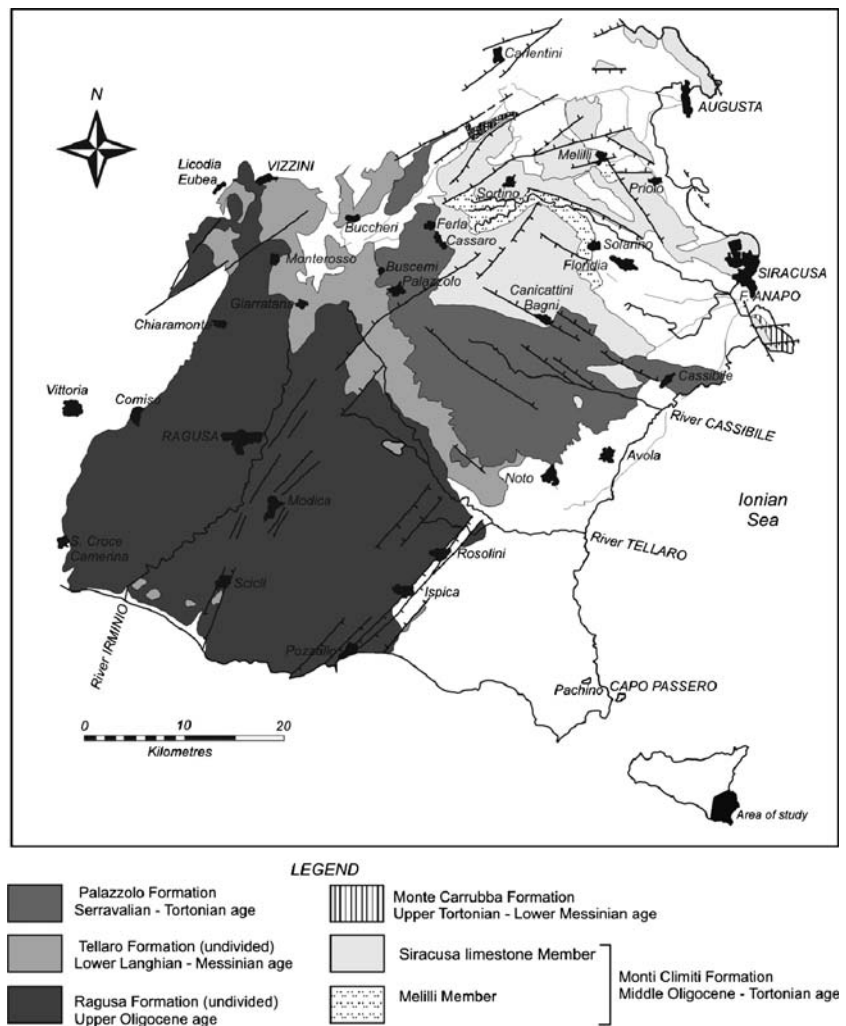 N
Carlentini
AUGUSTA
Licodia
Eubea
VIZZINI
Melilli
Sortino
Priolo
Buccheri
Ferla
Cassaro
Solarino
Monterosso
Buscemi
Palazzolo
Floridia
SIRACUSA
F. ANAPO
Giarratana
Canicattini
Bagni
Chiaramonti
Vittoria
Comiso
Cassibile
River CASSIBILE
RAGUSA
Noto
Avola
Ionian
Sea
Modica
River TELLARO
S. Croce
Camerina
Rosolini
Scicli
Ispica
River IRMINIO
Pozzallo
Pachino
CAPO PASSERO
0 10 20
Kilometres
Area of study
LEGEND
Palazzolo Formation
Serravalian - Tortonian age
Tellaro Formation (undivided)
Lower Langhian - Messinian age
Ragusa Formation (undivided)
Upper Oligocene age
Monte Carrubba Formation
Upper Tortonian - Lower Messinian age
Siracusa limestone Member
Melilli Member
Monti Climiti Formation
Middle Oligocene - Tortonian age